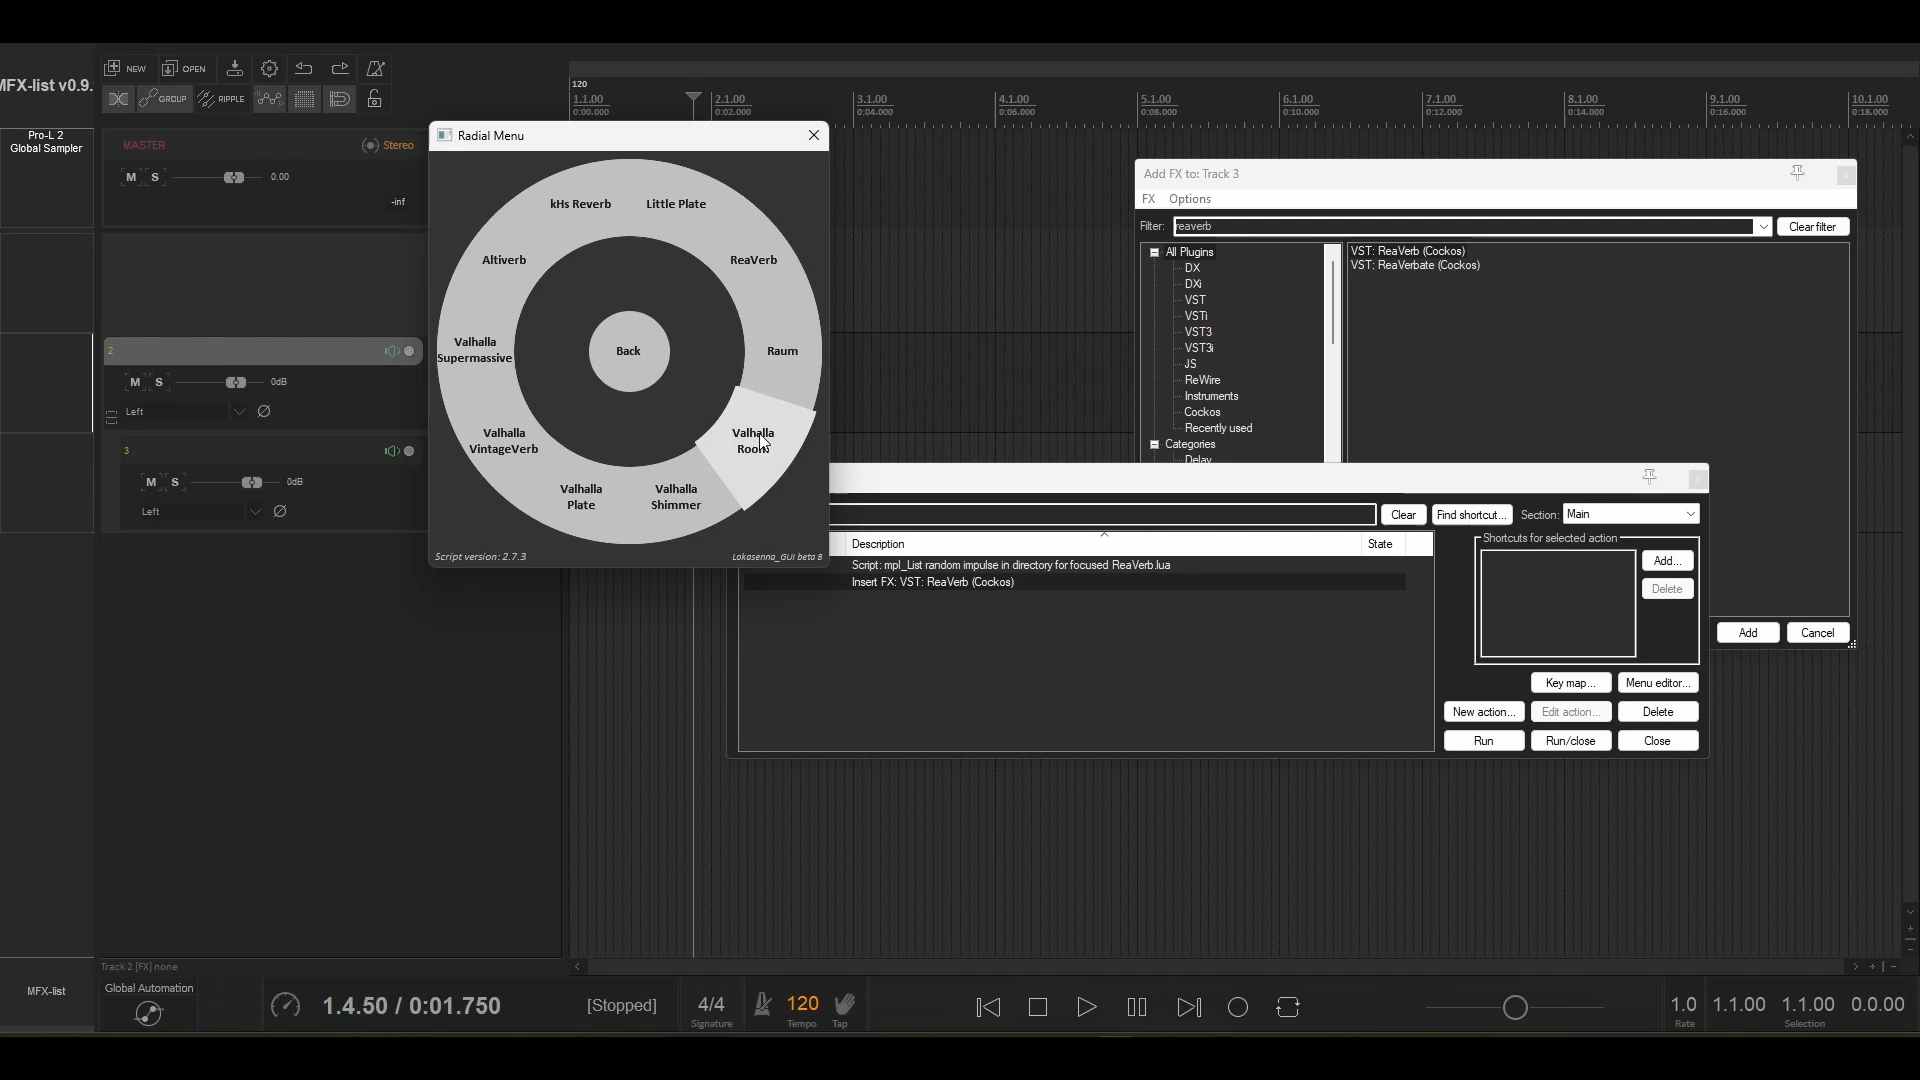 MFX-list v0.9.
NEW
OPEN
GROUP
RIPPLE
120
1.1.00
0:00.000
2.1.00
0:02.000
3.1.00
0:04.000
4.1.00
0:06.000
5.1.00
0:08.000
6.1.00
0:10.000
7.1.00
0:12.000
8.1.00
0:14.000
9.1.00
0:16.000
10.1.00
0:18.000
Pro-L 2
Global Sampler
MASTER
Stereo
M S
0.00
-inf
2
M S
0dB
Left
3
M S
0dB
Left
Radial Menu
kHs Reverb
Little Plate
Altiverb
ReaVerb
Valhalla
Supermassive
Back
Raum
Valhalla
VintageVerb
Valhalla
Room
Valhalla
Plate
Valhalla
Shimmer
Script version: 2.7.3
Lokasenna_GUI beta 8
Add FX to: Track 3
FX Options
Filter:
reaverb
Clear filter
All Plugins
DX
DXi
VST
VSTi
VST3
VST3i
JS
ReWire
Instruments
Cockos
Recently used
Categories
Delay
VST: ReaVerb (Cockos)
VST: ReaVerbate (Cockos)
Add
Cancel
Clear
Find shortcut...
Section:
Main
Description
State
Script: mpl_List random impulse in directory for focused ReaVerb.lua
Insert FX: VST: ReaVerb (Cockos)
Shortcuts for selected action
Add...
Delete
Key map...
Menu editor...
New action...
Edit action...
Delete
Run
Run/close
Close
Track 2 [FX] none
MFX-list
Global Automation
1.4.50 / 0:01.750
[Stopped]
4/4
Signature
120
Tempo
Tap
1.0
Rate
1.1.00
1.1.00
0.0.00
Selection